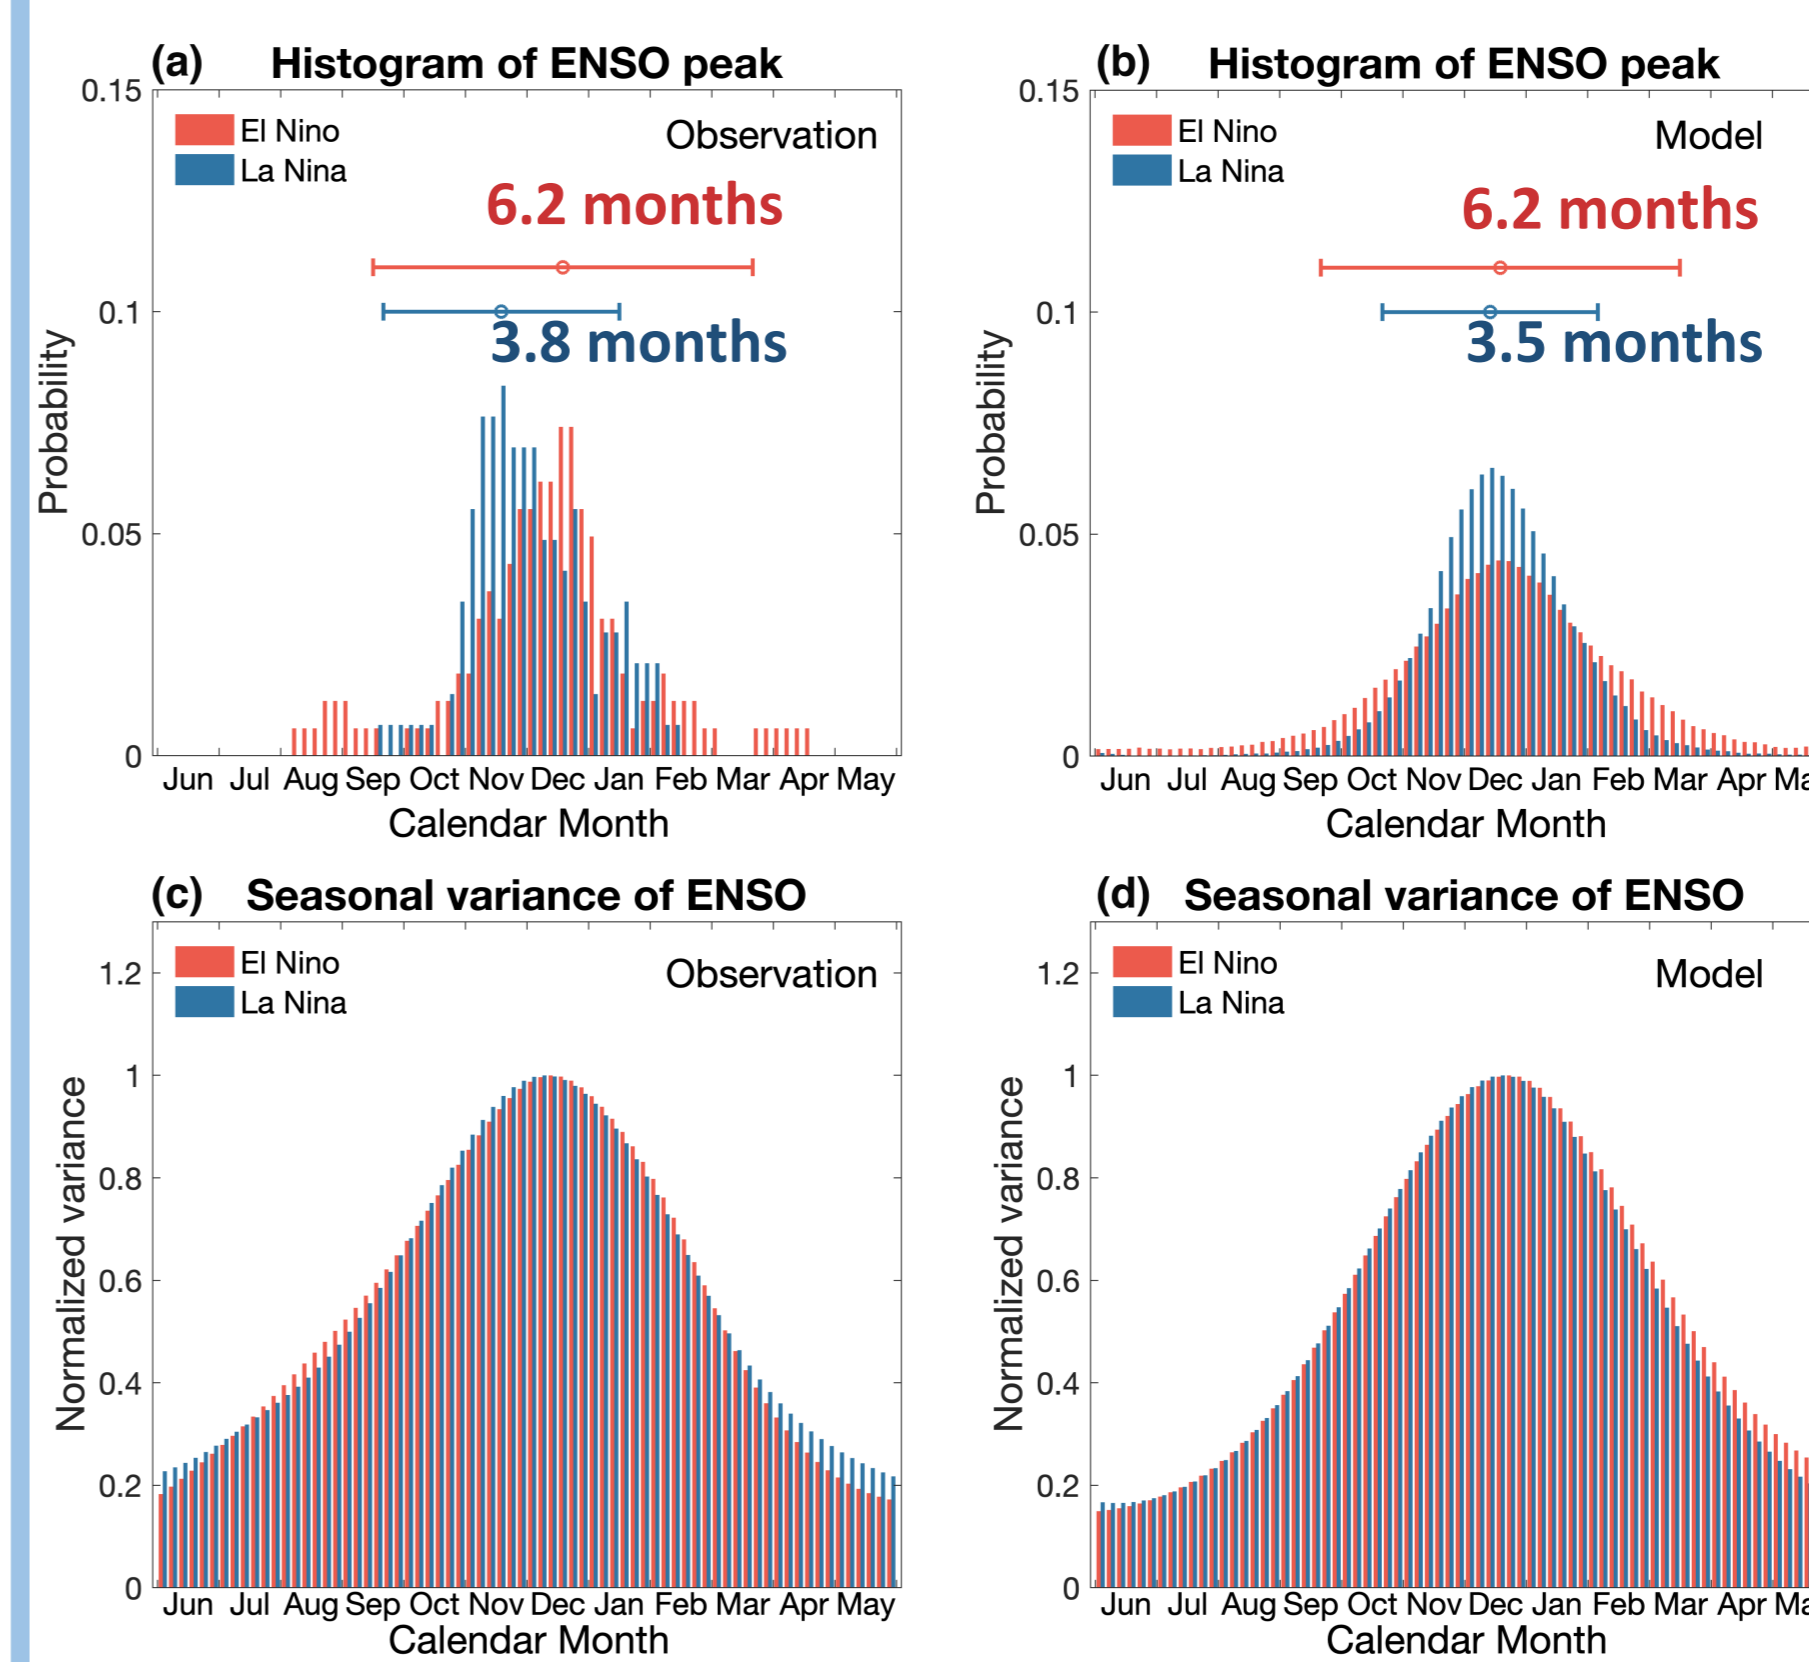 (a) Histogram of ENSO peak
0.15
El Nino
La Nina
Observation
6.2 months
3.8 months
0.1
0.05
0
Probability
Jun Jul Aug Sep Oct Nov Dec Jan Feb Mar Apr May
Calendar Month
(b) Histogram of ENSO peak
0.15
El Nino
La Nina
Model
6.2 months
3.5 months
0.1
0.05
0
Probability
Jun Jul Aug Sep Oct Nov Dec Jan Feb Mar Apr Ma
Calendar Month
(c) Seasonal variance of ENSO
El Nino
La Nina
Observation
1.2
1
0.8
0.6
0.4
0.2
0
Normalized variance
Jun Jul Aug Sep Oct Nov Dec Jan Feb Mar Apr May
Calendar Month
(d) Seasonal variance of ENSO
El Nino
La Nina
Model
1.2
1
0.8
0.6
0.4
0.2
0
Normalized variance
Jun Jul Aug Sep Oct Nov Dec Jan Feb Mar Apr Ma
Calendar Month